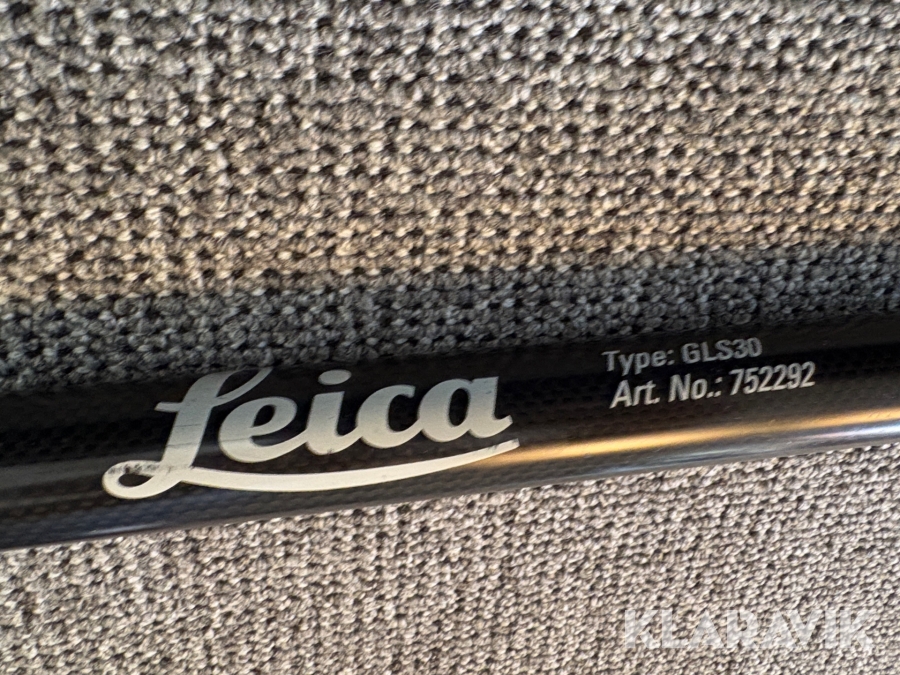 Leica
Type: GLS30
Art. No.: 752292
KLARAVIK